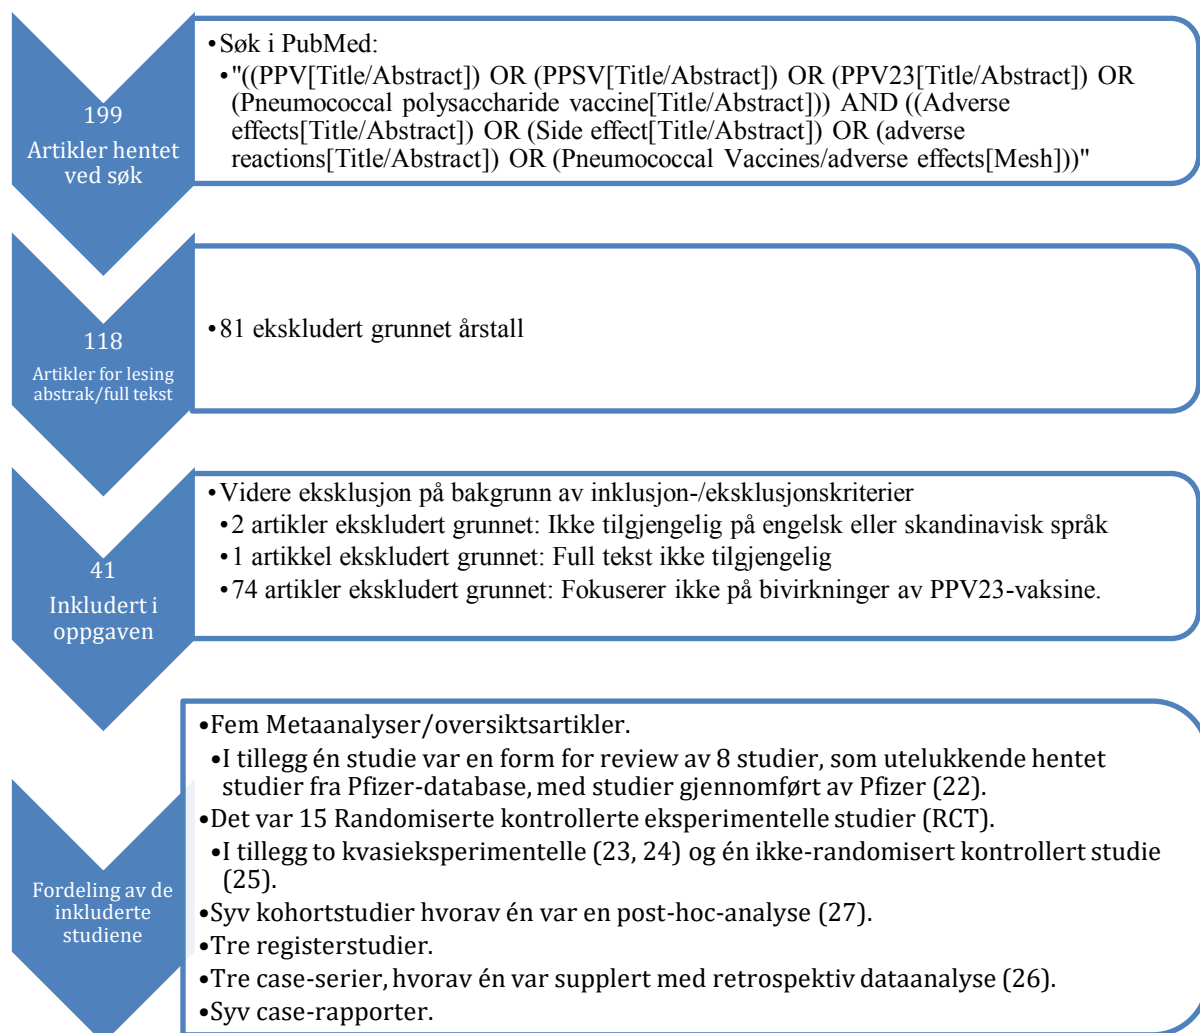 199
Artikler hentet
ved søk
•Søk i PubMed:
•"((PPV[Title/Abstract]) OR (PPSV[Title/Abstract]) OR (PPV23[Title/Abstract]) OR
(Pneumococcal polysaccharide vaccine[Title/Abstract])) AND ((Adverse
effects[Title/Abstract]) OR (Side effect[Title/Abstract]) OR (adverse
reactions[Title/Abstract]) OR (Pneumococcal Vaccines/adverse effects[Mesh]))"
118
Artikler for lesing
abstrak/full tekst
•81 ekskludert grunnet årstall
41
Inkludert i
oppgaven
•Videre eksklusjon på bakgrunn av inklusjon-/eksklusjonskriterier
•2 artikler ekskludert grunnet: Ikke tilgjengelig på engelsk eller skandinavisk språk
•1 artikkel ekskludert grunnet: Full tekst ikke tilgjengelig
•74 artikler ekskludert grunnet: Fokuserer ikke på bivirkninger av PPV23-vaksine.
Fordeling av de
inkluderte
studiene
•Fem Metaanalyser/oversiktsartikler.
•I tillegg én studie var en form for review av 8 studier, som utelukkende hentet
studier fra Pfizer-database, med studier gjennomført av Pfizer (22).
•Det var 15 Randomiserte kontrollerte eksperimentelle studier (RCT).
•I tillegg to kvasieksperimentelle (23, 24) og én ikke-randomisert kontrollert studie
(25).
•Syv kohortstudier hvorav én var en post-hoc-analyse (27).
•Tre registerstudier.
•Tre case-serier, hvorav én var supplert med retrospektiv dataanalyse (26).
•Syv case-rapporter.